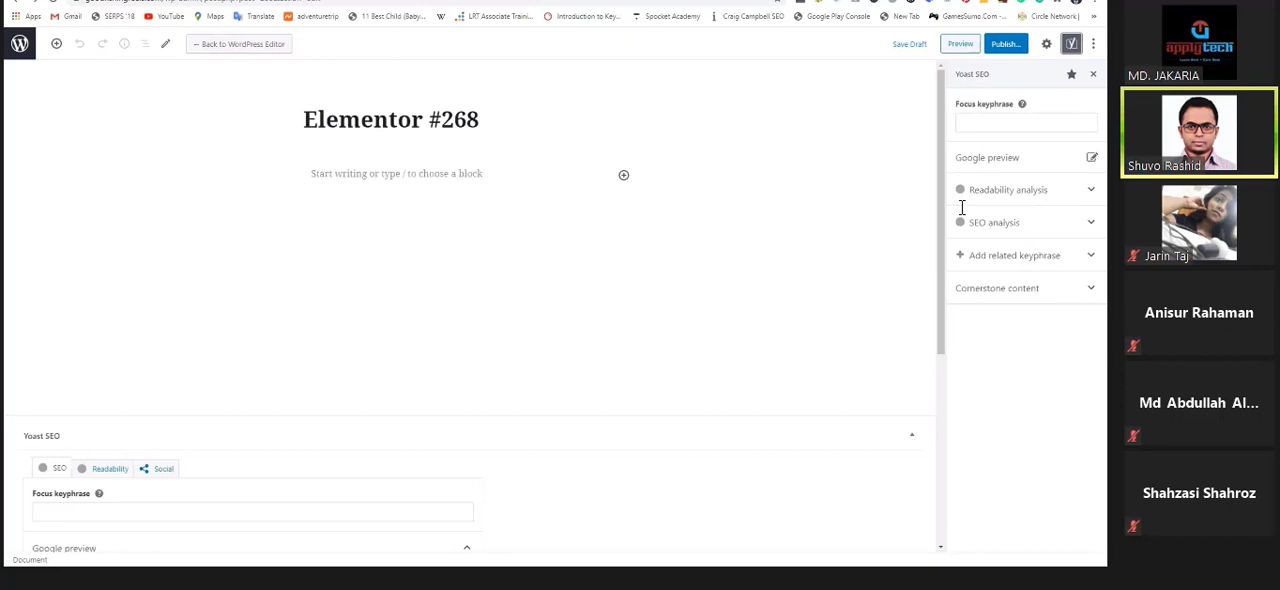 Apps
Gmail
SERPS '18
YouTube
Maps
Translate
adventuretrip
11 Best Child (Baby...
LRT Associate Traini...
Introduction to Key...
Spocket Academy
Craig Campbell SEO
Google Play Console
New Tab
GamesSumo.Com -...
Circle Network |
»
← Back to WordPress Editor
Save Draft
Preview
Publish...
Elementor #268
Start writing or type / to choose a block
Yoast SEO
Focus keyphrase
Google preview
Readability analysis
SEO analysis
Add related keyphrase
Cornerstone content
Yoast SEO
SEO
Readability
Social
Focus keyphrase
Google preview
Document
applytech
MD. JAKARIA
Shuvo Rashid
Jarin Taj
Anisur Rahaman
Md Abdullah Al...
Shahzasi Shahroz